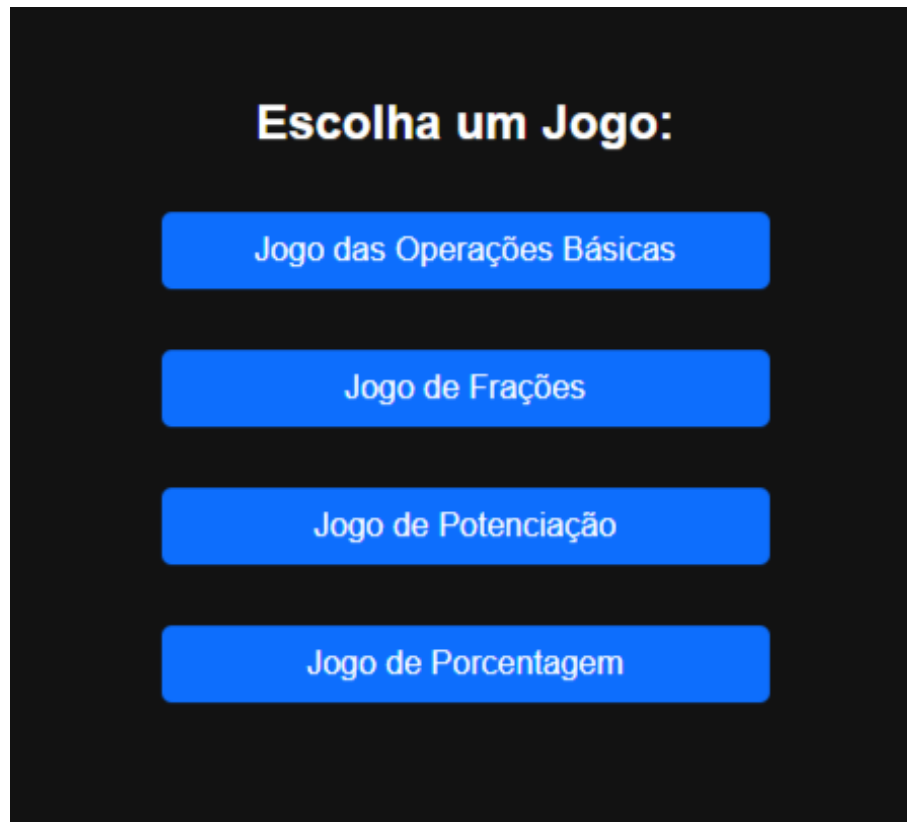 Escolha um Jogo:
Jogo das Operações Básicas
Jogo de Frações
Jogo de Potenciação
Jogo de Porcentagem